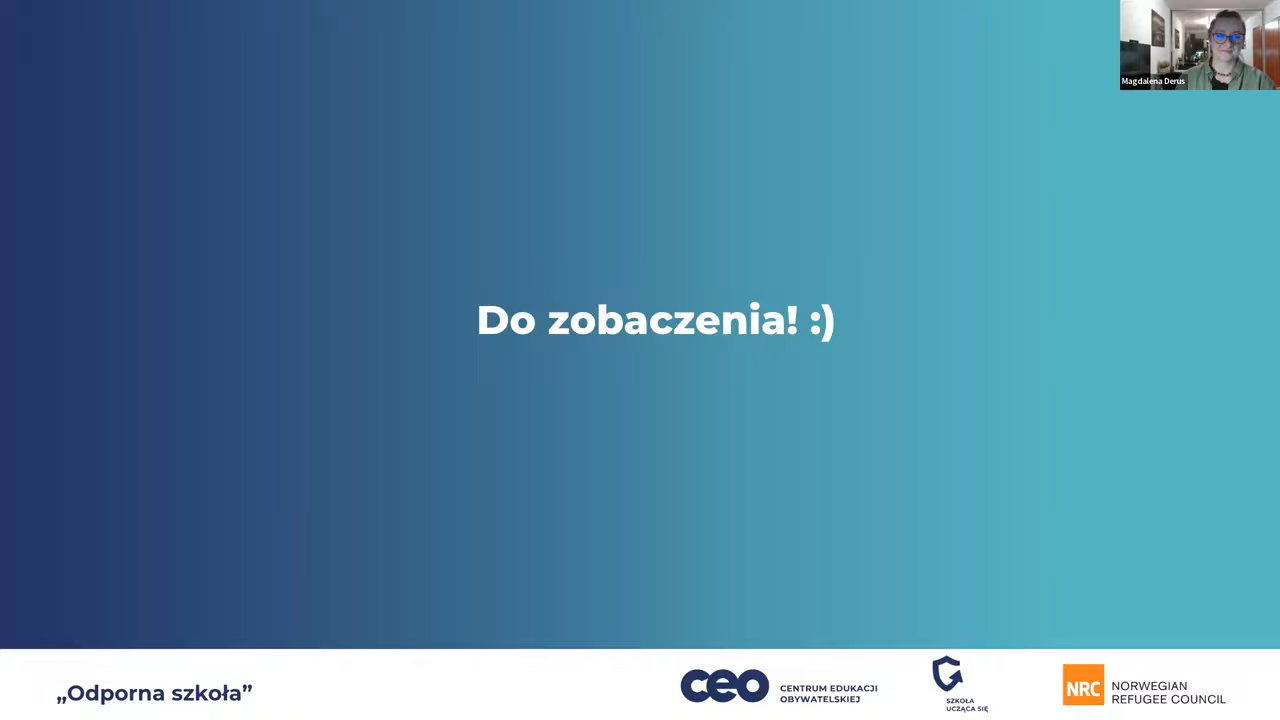 Magdalena Derus
Do zobaczenia! :)
„Odporna szkoła”
ceo
CENTRUM EDUKACJI
OBYWATELSKIEJ
SZKOŁA
UCZĄCA SIĘ
NRC
NORWEGIAN
REFUGEE COUNCIL